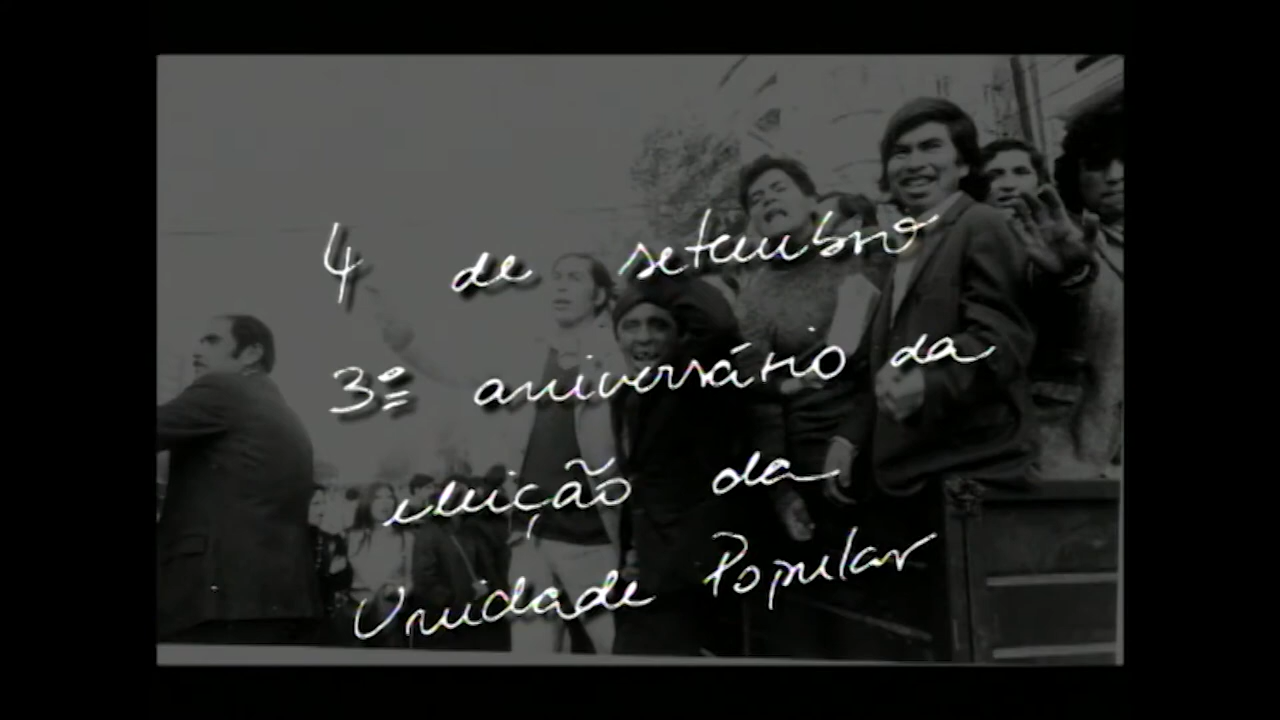 4 de setembro
3º aniversário da
eleição da
Unidade Popular